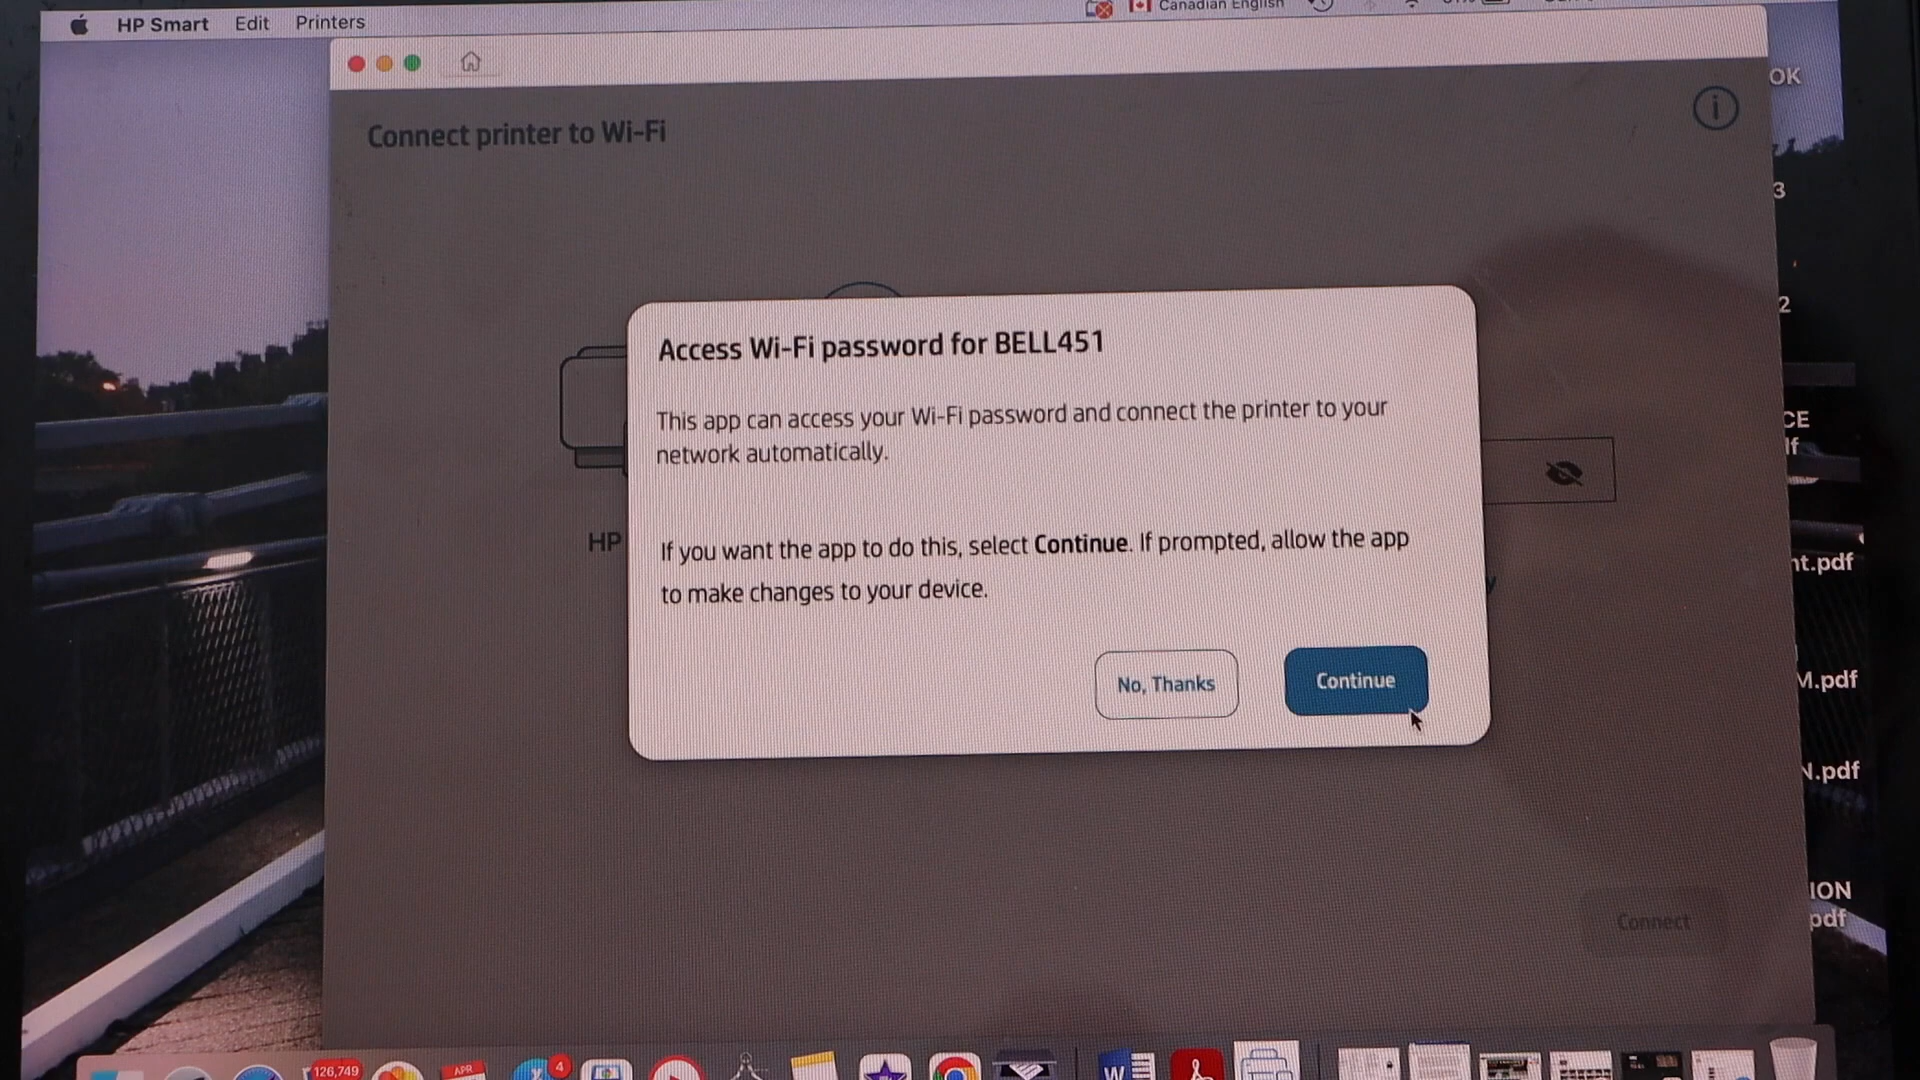 HP Smart Edit Printers
Canadian English
OK
Connect printer to Wi-Fi
3
2
Access Wi-Fi password for BELL451
This app can access your Wi-Fi password and connect the printer to your
network automatically.
CE
HP
If you want the app to do this, select Continue. If prompted, allow the app
to make changes to your device.
nt.pdf
No, Thanks
Continue
M.pdf
N.pdf
ION
pdf
Connect
126,749
APR
4
W